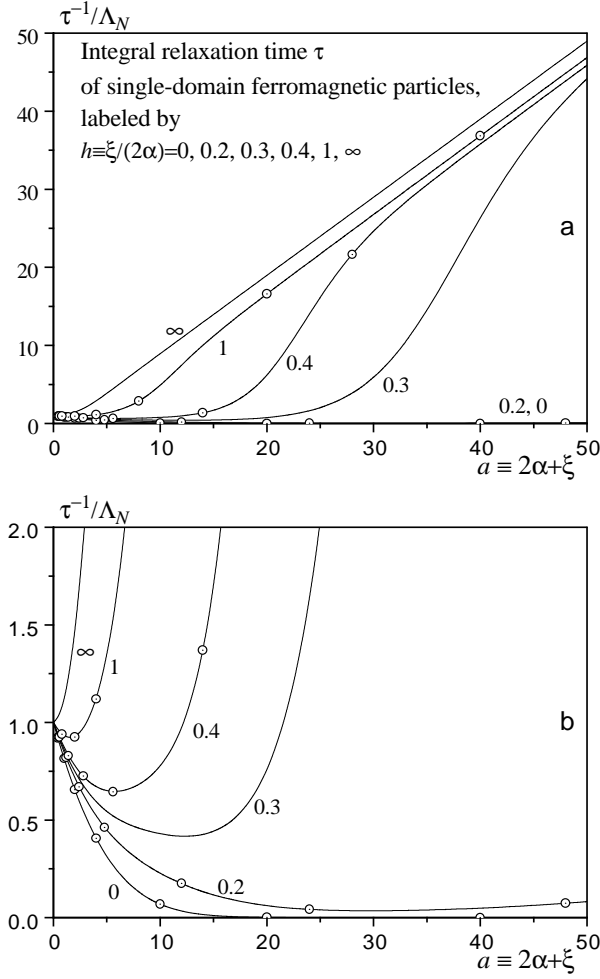 τ⁻¹/Λ_N
50
Integral relaxation time τ
of single-domain ferromagnetic particles,
labeled by
h≡ξ/(2α)=0, 0.2, 0.3, 0.4, 1, ∞
40
30
a
20
∞
1
0.4
0.3
10
0.2, 0
0
0 10 20 30 40 50
a ≡ 2α+ξ
τ⁻¹/Λ_N
2.0
1.5
∞
1
b
1.0
0.4
0.3
0.5
0
0.2
0.0
0 10 20 30 40 50
a ≡ 2α+ξ